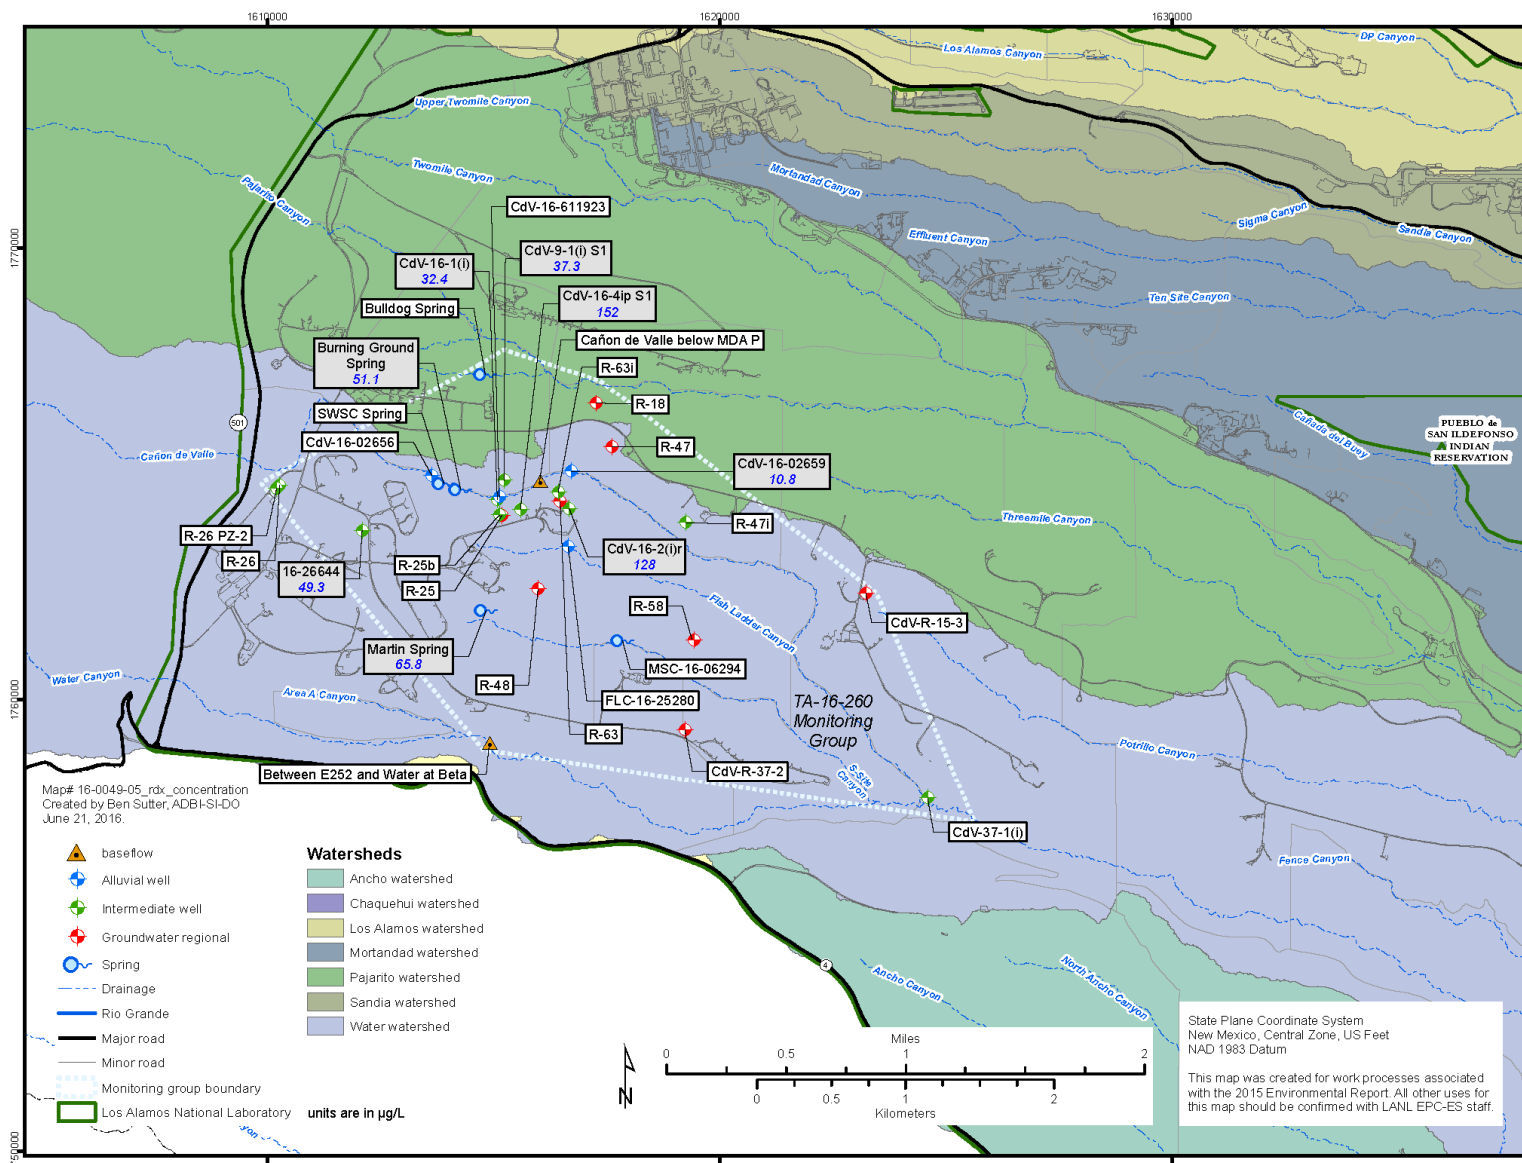 1610000
1620000
1630000
1770000
1760000
50000
Los Alamos Canyon
DP Canyon
Upper Twomile Canyon
Twomile Canyon
Pajarito Canyon
Mortandad Canyon
Sigma Canyon
Sandia Canyon
Effluent Canyon
Ten Site Canyon
CdV-16-611923
CdV-9-1(i) S1
37.3
CdV-16-1(i)
32.4
CdV-16-4ip S1
152
Bulldog Spring
Cañon de Valle below MDA P
Burning Ground
Spring
51.1
R-63i
R-18
SWSC Spring
501
CdV-16-02656
R-47
Cañada del Buey
PUEBLO de
SAN ILDEFONSO
INDIAN
RESERVATION
Cañon de Valle
CdV-16-02659
10.8
R-47i
Threemile Canyon
R-26 PZ-2
R-26
16-26644
49.3
R-25b
R-25
CdV-16-2(i)r
128
R-58
Fish Ladder Canyon
CdV-R-15-3
Martin Spring
65.8
MSC-16-06294
R-48
Water Canyon
Area A Canyon
FLC-16-25280
TA-16-260
Monitoring
Group
R-63
Potrillo Canyon
CdV-R-37-2
Between E252 and Water at Beta
S-Site
Canyon
CdV-37-1(i)
Fence Canyon
Map# 16-0049-05_rdx_concentration
Created by Ben Sutter, ADBI-SI-DO
June 21, 2016.
baseflow
Alluvial well
Intermediate well
Groundwater regional
Spring
Drainage
Rio Grande
Major road
Minor road
Monitoring group boundary
Los Alamos National Laboratory
Watersheds
Ancho watershed
Chaquehui watershed
Los Alamos watershed
Mortandad watershed
Pajarito watershed
Sandia watershed
Water watershed
units are in µg/L
4
Ancho Canyon
North Ancho Canyon
Canyon
N
Miles
0 0.5 1 2
0 0.5 1 2
Kilometers
State Plane Coordinate System
New Mexico, Central Zone, US Feet
NAD 1983 Datum
This map was created for work processes associated
with the 2015 Environmental Report. All other uses for
this map should be confirmed with LANL EPC-ES staff.